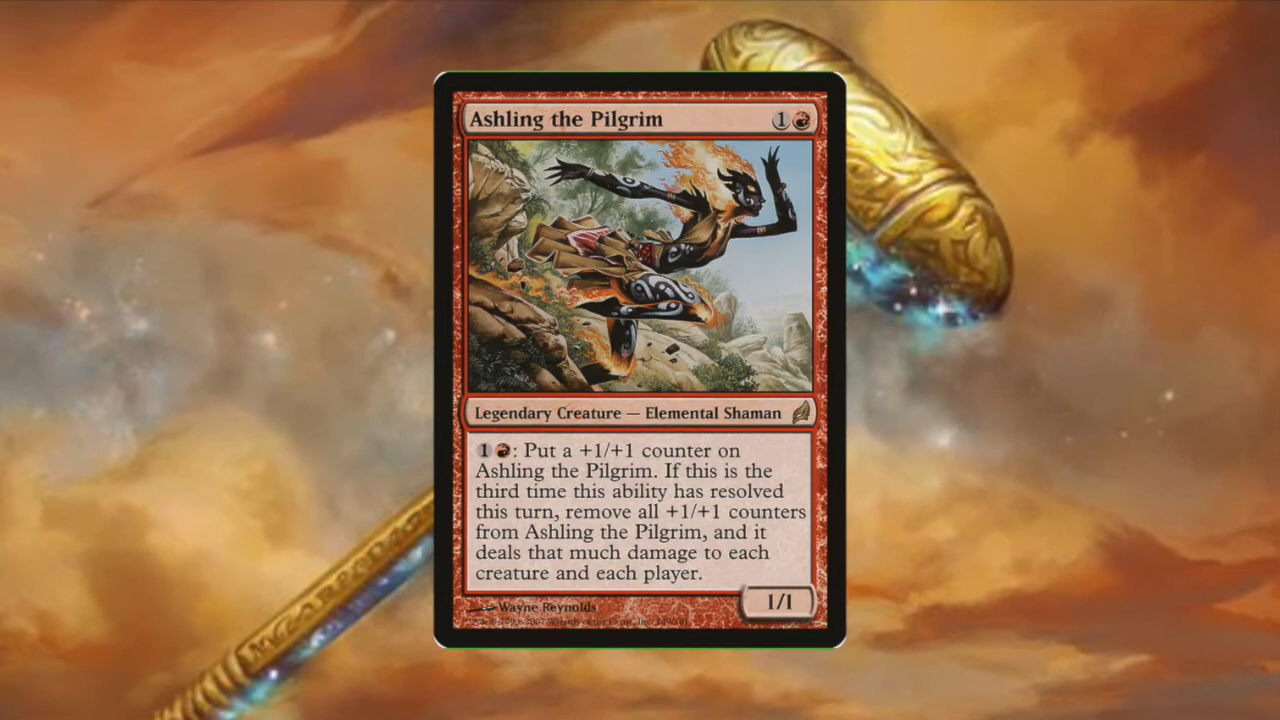 Ashling the Pilgrim 1
Legendary Creature — Elemental Shaman
1 : Put a +1/+1 counter on
Ashling the Pilgrim. If this is the
third time this ability has resolved
this turn, remove all +1/+1 counters
from Ashling the Pilgrim, and it
deals that much damage to each
creature and each player.
1/1
Wayne Reynolds